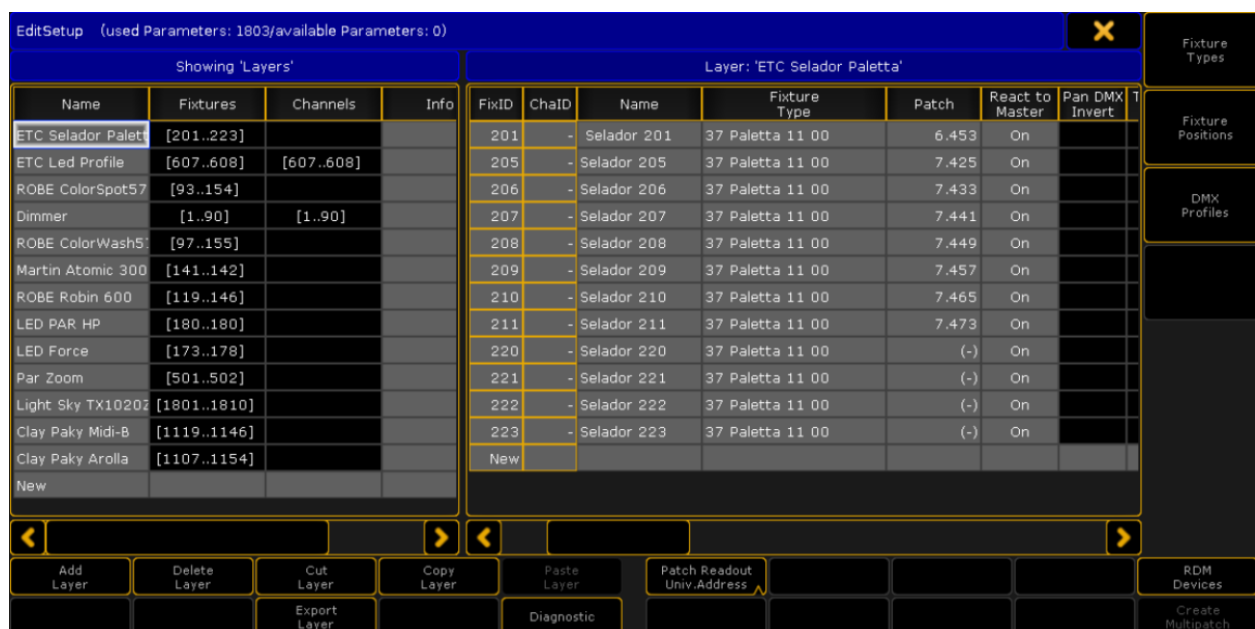 EditSetup (used Parameters: 1803/available Parameters: 0)
Fixture Types
Showing 'Layers'
Layer: 'ETC Selador Paletta'
Name Fixtures Channels Info
FixID ChaID Name Fixture Type Patch React to Master Pan DMX Invert T
Fixture Positions
ETC Selador Palett [201..223]
201 - Selador 201 37 Paletta 11 00 6.453 On
ETC Led Profile [607..608] [607..608]
205 - Selador 205 37 Paletta 11 00 7.425 On
ROBE ColorSpot57 [93..154]
206 - Selador 206 37 Paletta 11 00 7.433 On
DMX Profiles
Dimmer [1..90] [1..90]
207 - Selador 207 37 Paletta 11 00 7.441 On
ROBE ColorWash5 [97..155]
208 - Selador 208 37 Paletta 11 00 7.449 On
Martin Atomic 300 [141..142]
209 - Selador 209 37 Paletta 11 00 7.457 On
ROBE Robin 600 [119..146]
210 - Selador 210 37 Paletta 11 00 7.465 On
LED PAR HP [180..180]
211 - Selador 211 37 Paletta 11 00 7.473 On
LED Force [173..178]
220 - Selador 220 37 Paletta 11 00 (-) On
Par Zoom [501..502]
221 - Selador 221 37 Paletta 11 00 (-) On
Light Sky TX1020Z [1801..1810]
222 - Selador 222 37 Paletta 11 00 (-) On
Clay Paky Midi-B [1119..1146]
223 - Selador 223 37 Paletta 11 00 (-) On
Clay Paky Arolla [1107..1154]
New
New
Add Layer
Delete Layer
Cut Layer
Copy Layer
Paste Layer
Patch Readout Univ.Address
RDM Devices
Export Layer
Diagnostic
Create Multipatch